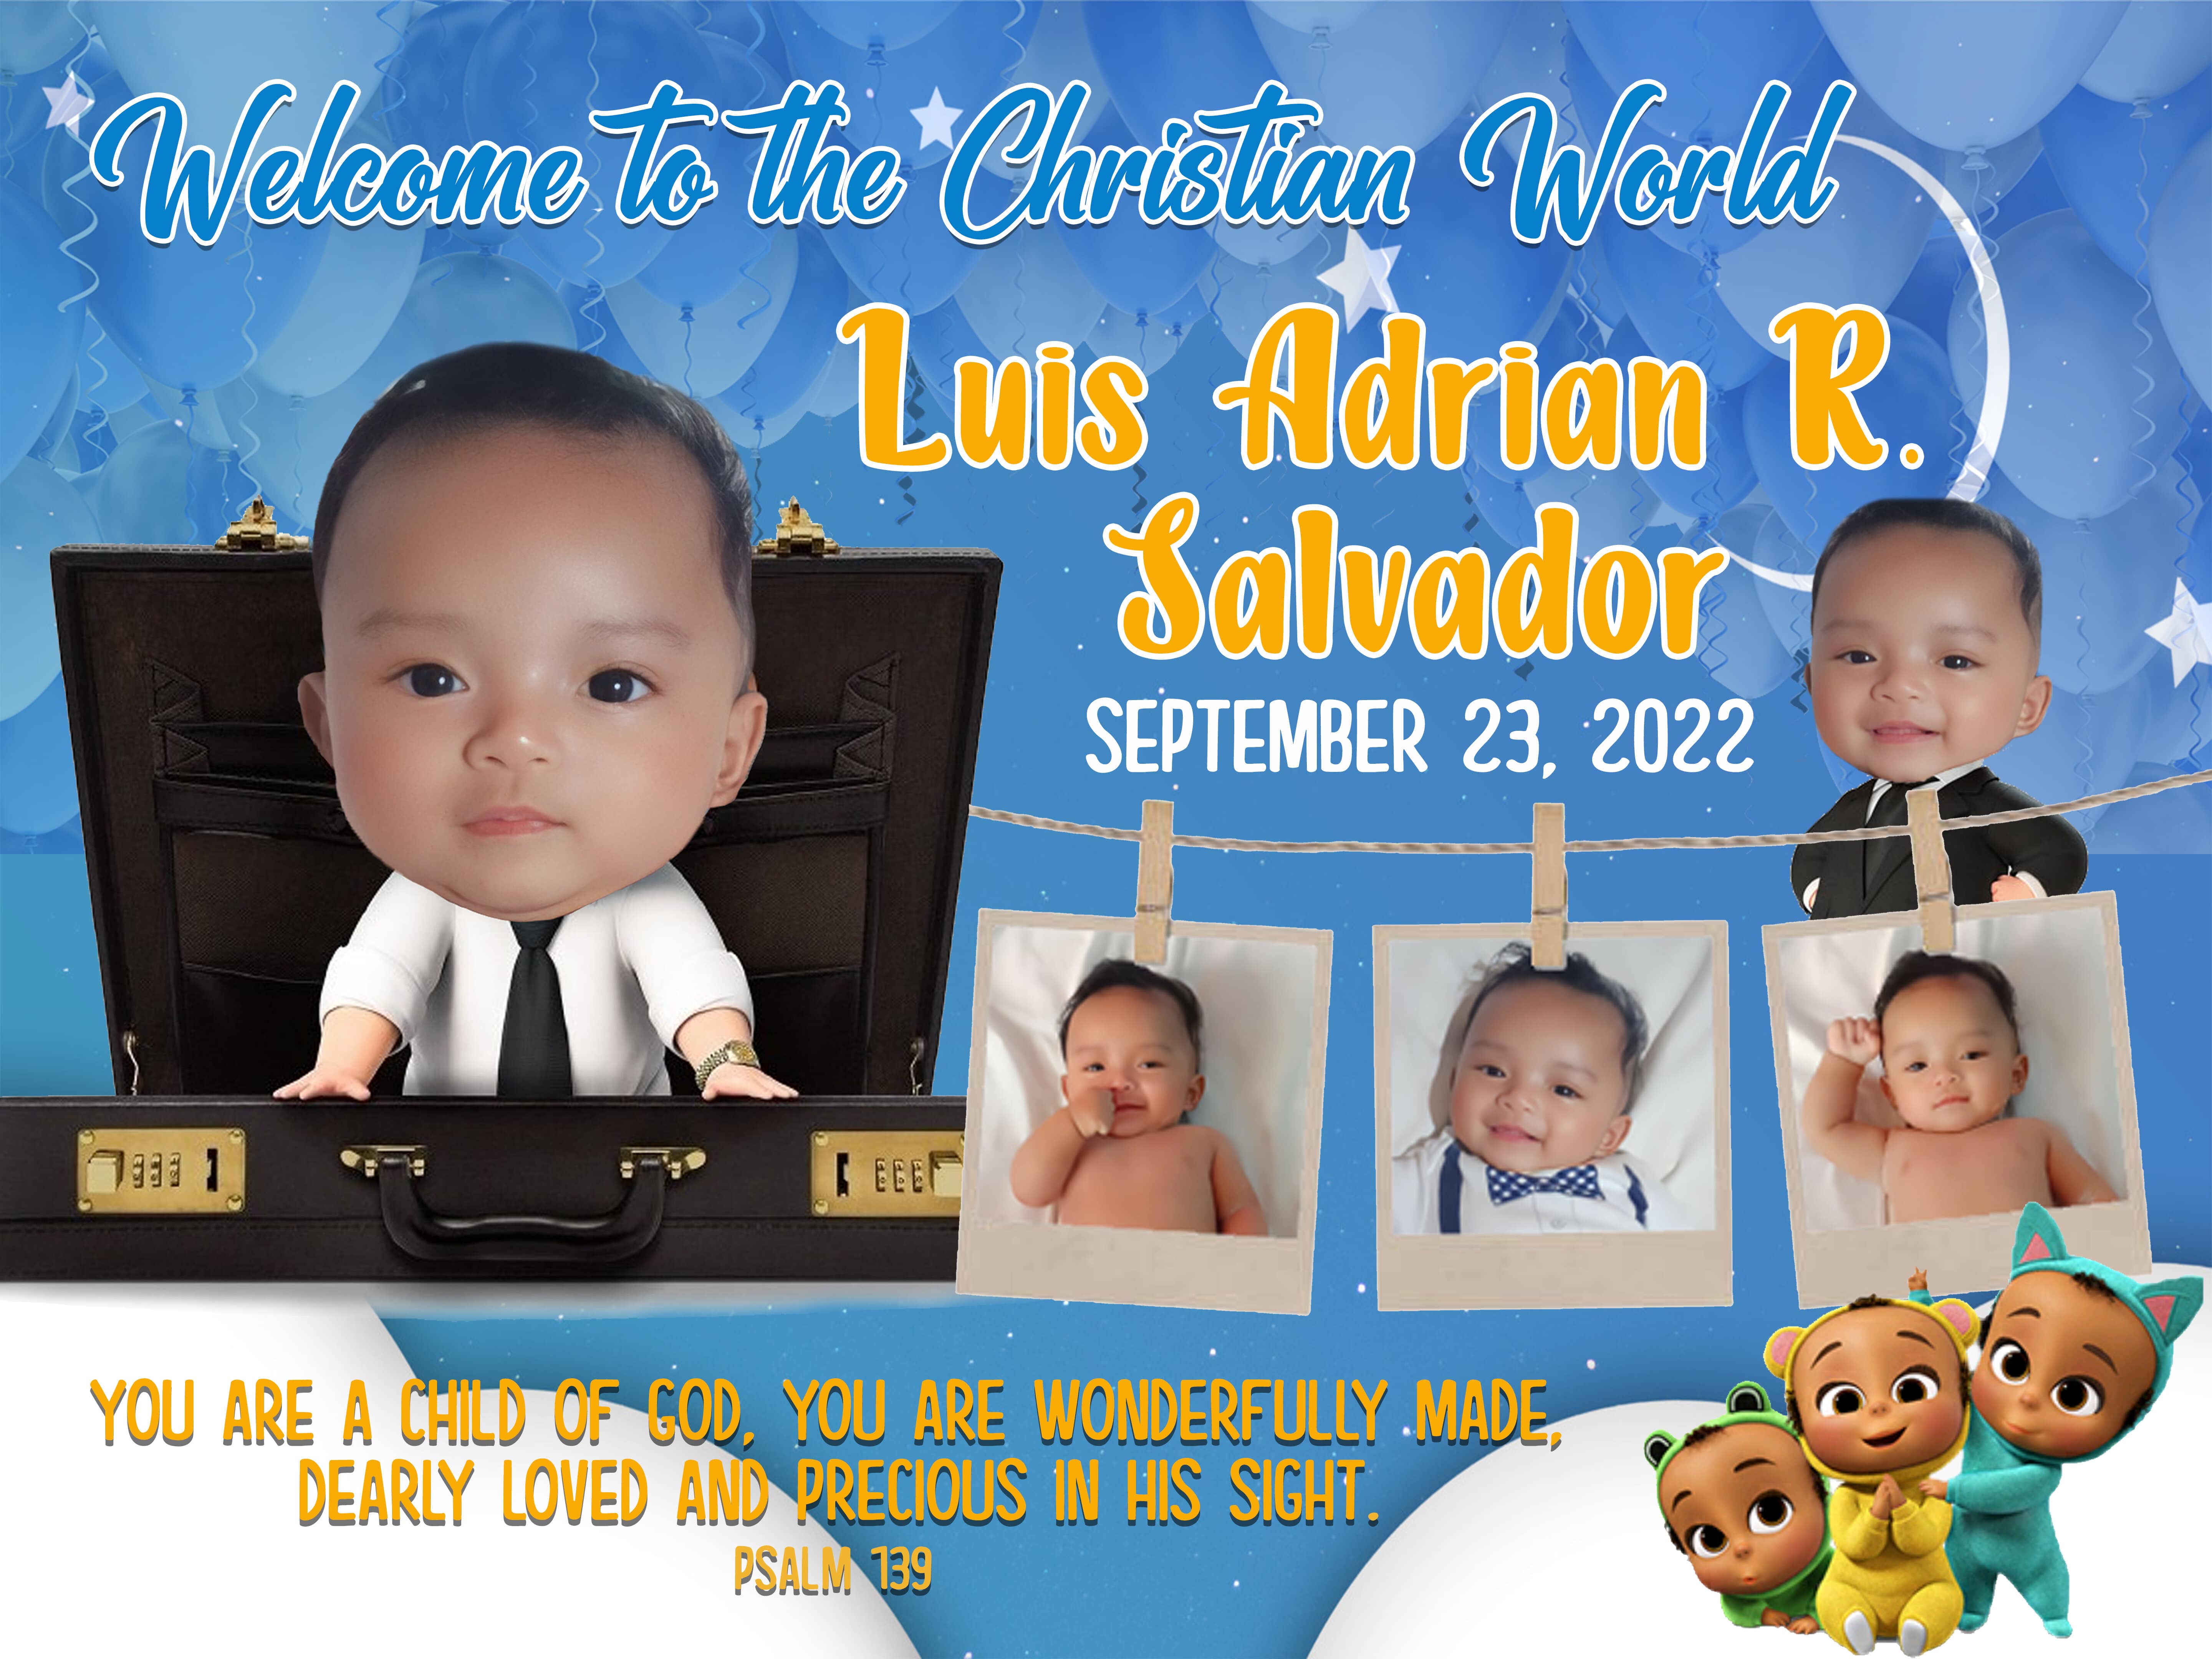 Welcome to the Christian World
Luis Adrian R.
Salvador
SEPTEMBER 23, 2022
YOU ARE A CHILD OF GOD, YOU ARE WONDERFULLY MADE,
DEARLY LOVED AND PRECIOUS IN HIS SIGHT.
PSALM 139